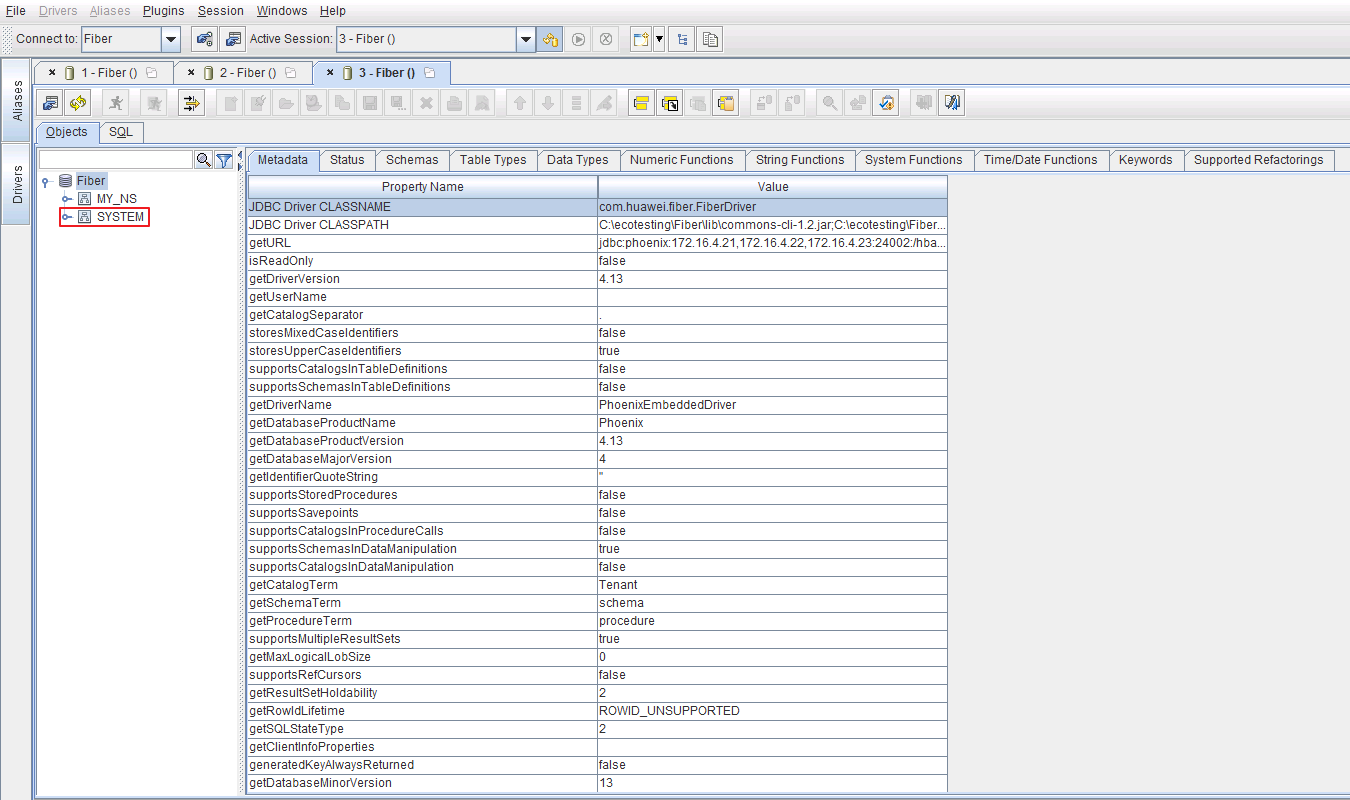 File Drivers Aliases Plugins Session Windows Help
Connect to: Fiber Active Session: 3 - Fiber ()
1 - Fiber () 2 - Fiber () 3 - Fiber ()
Aliases
Drivers
Objects SQL
Fiber
MY_NS
SYSTEM
Metadata Status Schemas Table Types Data Types Numeric Functions String Functions System Functions Time/Date Functions Keywords Supported Refactorings
Property Name Value
JDBC Driver CLASSNAME com.huawei.fiber.FiberDriver
JDBC Driver CLASSPATH C:\ecotesting\Fiber\lib\commons-cli-1.2.jar;C:\ecotesting\Fiber...
getURL jdbc:phoenix:172.16.4.21,172.16.4.22,172.16.4.23:24002:/hba...
isReadOnly false
getDriverVersion 4.13
getUserName
getCatalogSeparator .
storesMixedCaseIdentifiers false
storesUpperCaseIdentifiers true
supportsCatalogsInTableDefinitions false
supportsSchemasInTableDefinitions false
getDriverName PhoenixEmbeddedDriver
getDatabaseProductName Phoenix
getDatabaseProductVersion 4.13
getDatabaseMajorVersion 4
getIdentifierQuoteString "
supportsStoredProcedures false
supportsSavepoints false
supportsCatalogsInProcedureCalls false
supportsSchemasInDataManipulation true
supportsCatalogsInDataManipulation false
getCatalogTerm Tenant
getSchemaTerm schema
getProcedureTerm procedure
supportsMultipleResultSets true
getMaxLogicalLobSize 0
supportsRefCursors false
getResultSetHoldability 2
getRowIdLifetime ROWID_UNSUPPORTED
getSQLStateType 2
getClientInfoProperties
generatedKeyAlwaysReturned false
getDatabaseMinorVersion 13